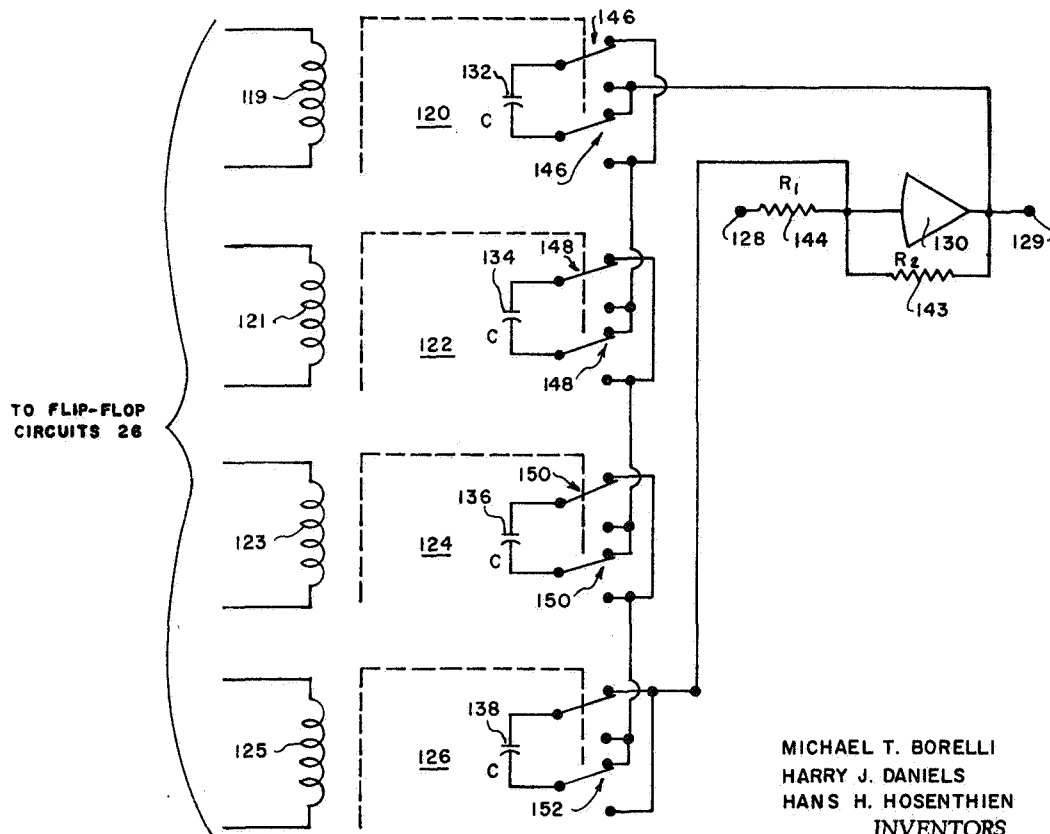 146
119
132
120
C
146
R1
128
144
130
129
R2
143
148
134
121
122
C
148
TO FLIP-FLOP
CIRCUITS 26
150
136
123
124
C
150
138
125
126
C
152
MICHAEL T. BORELLI
HARRY J. DANIELS
HANS H. HOSENTHIEN
INVENTORS